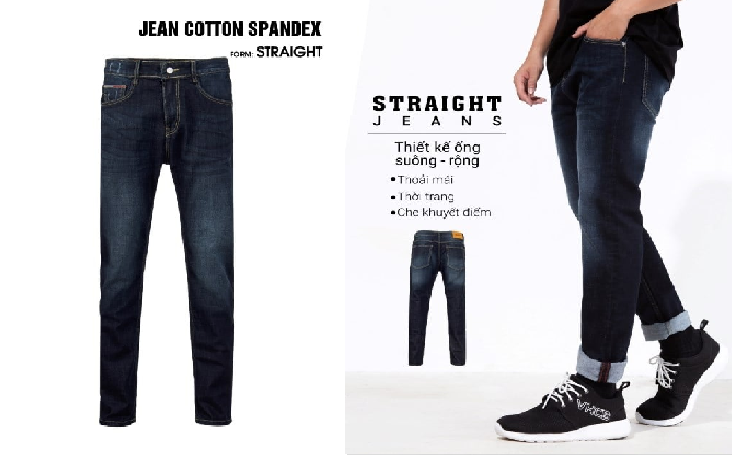 JEAN COTTON SPANDEX
FORM: STRAIGHT
STRAIGHT
JEANS
Thiết kế ống
suông - rộng
• Thoải mái
• Thời trang
• Che khuyết điểm